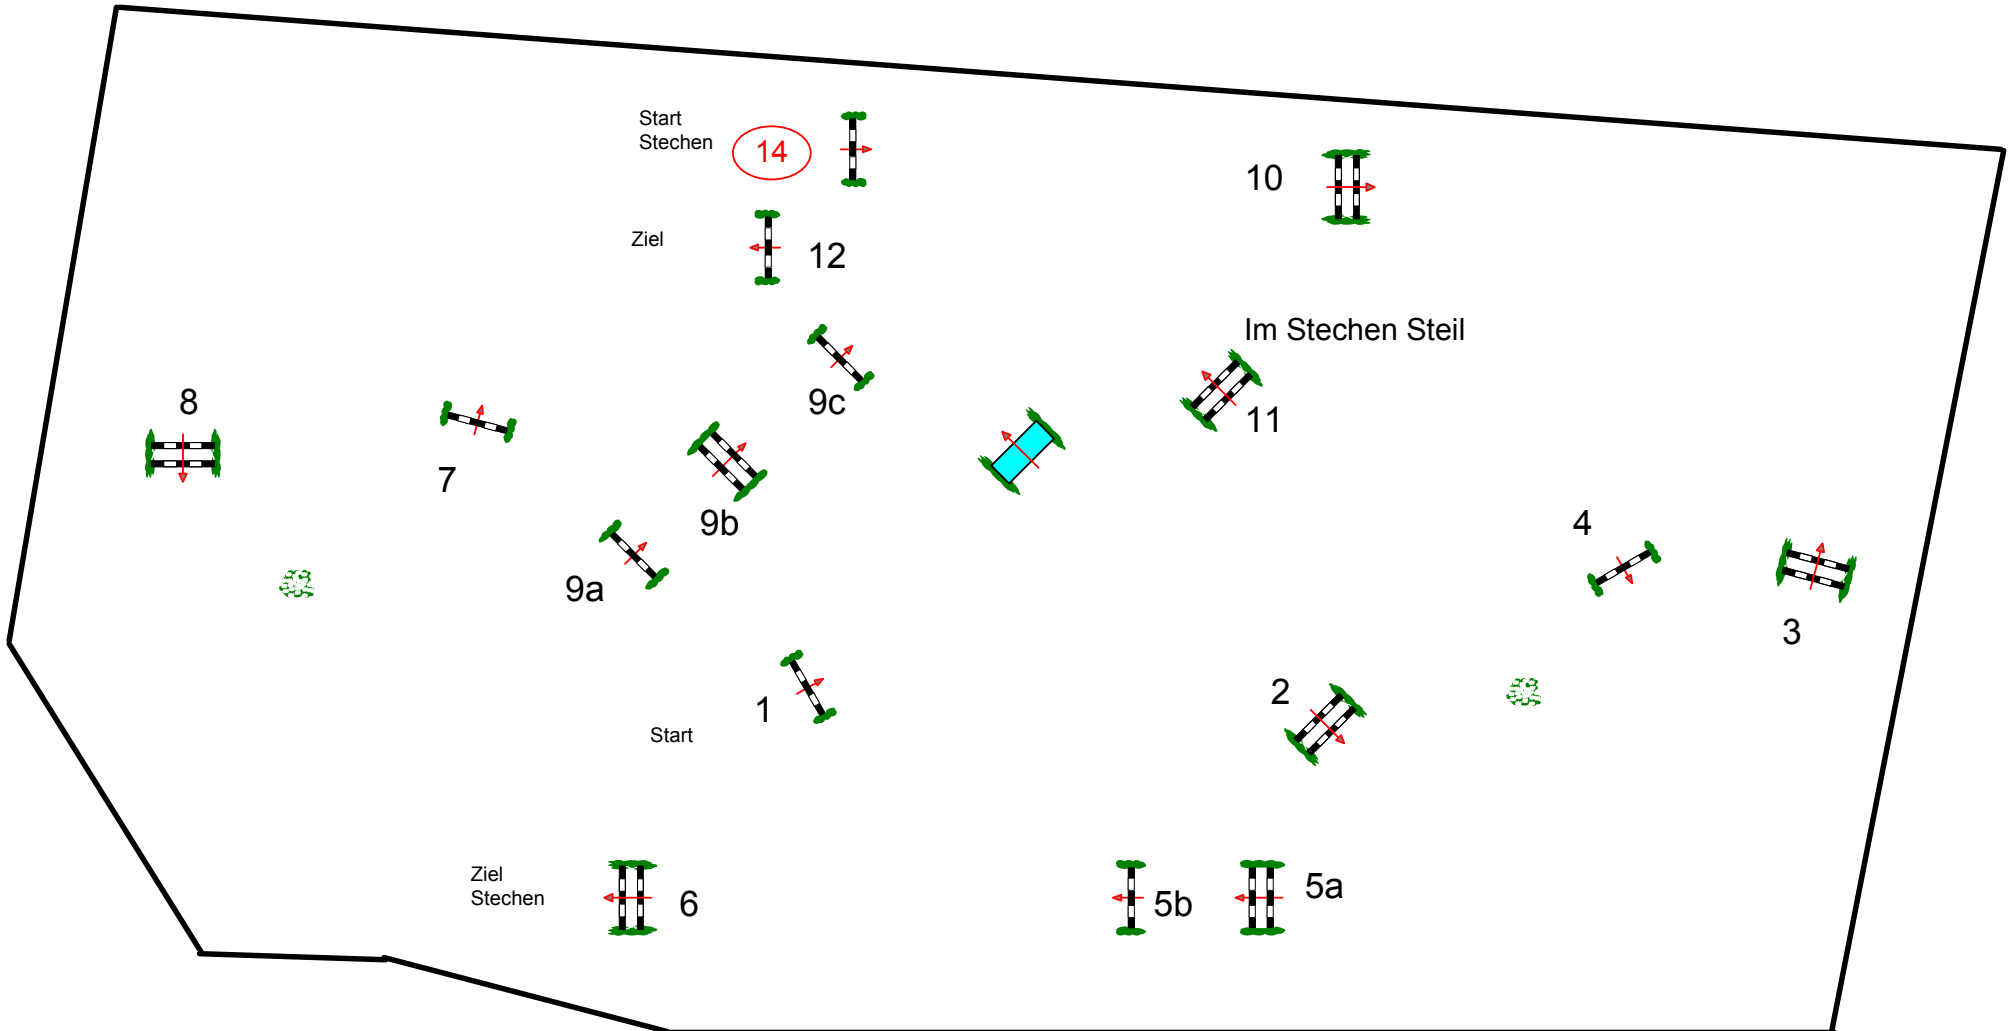 Start
Stechen
14
10
Ziel
12
Im Stechen Steil
8
9c
11
7
9b
4
9a
3
2
1
Start
Ziel
Stechen
6
5b
5a